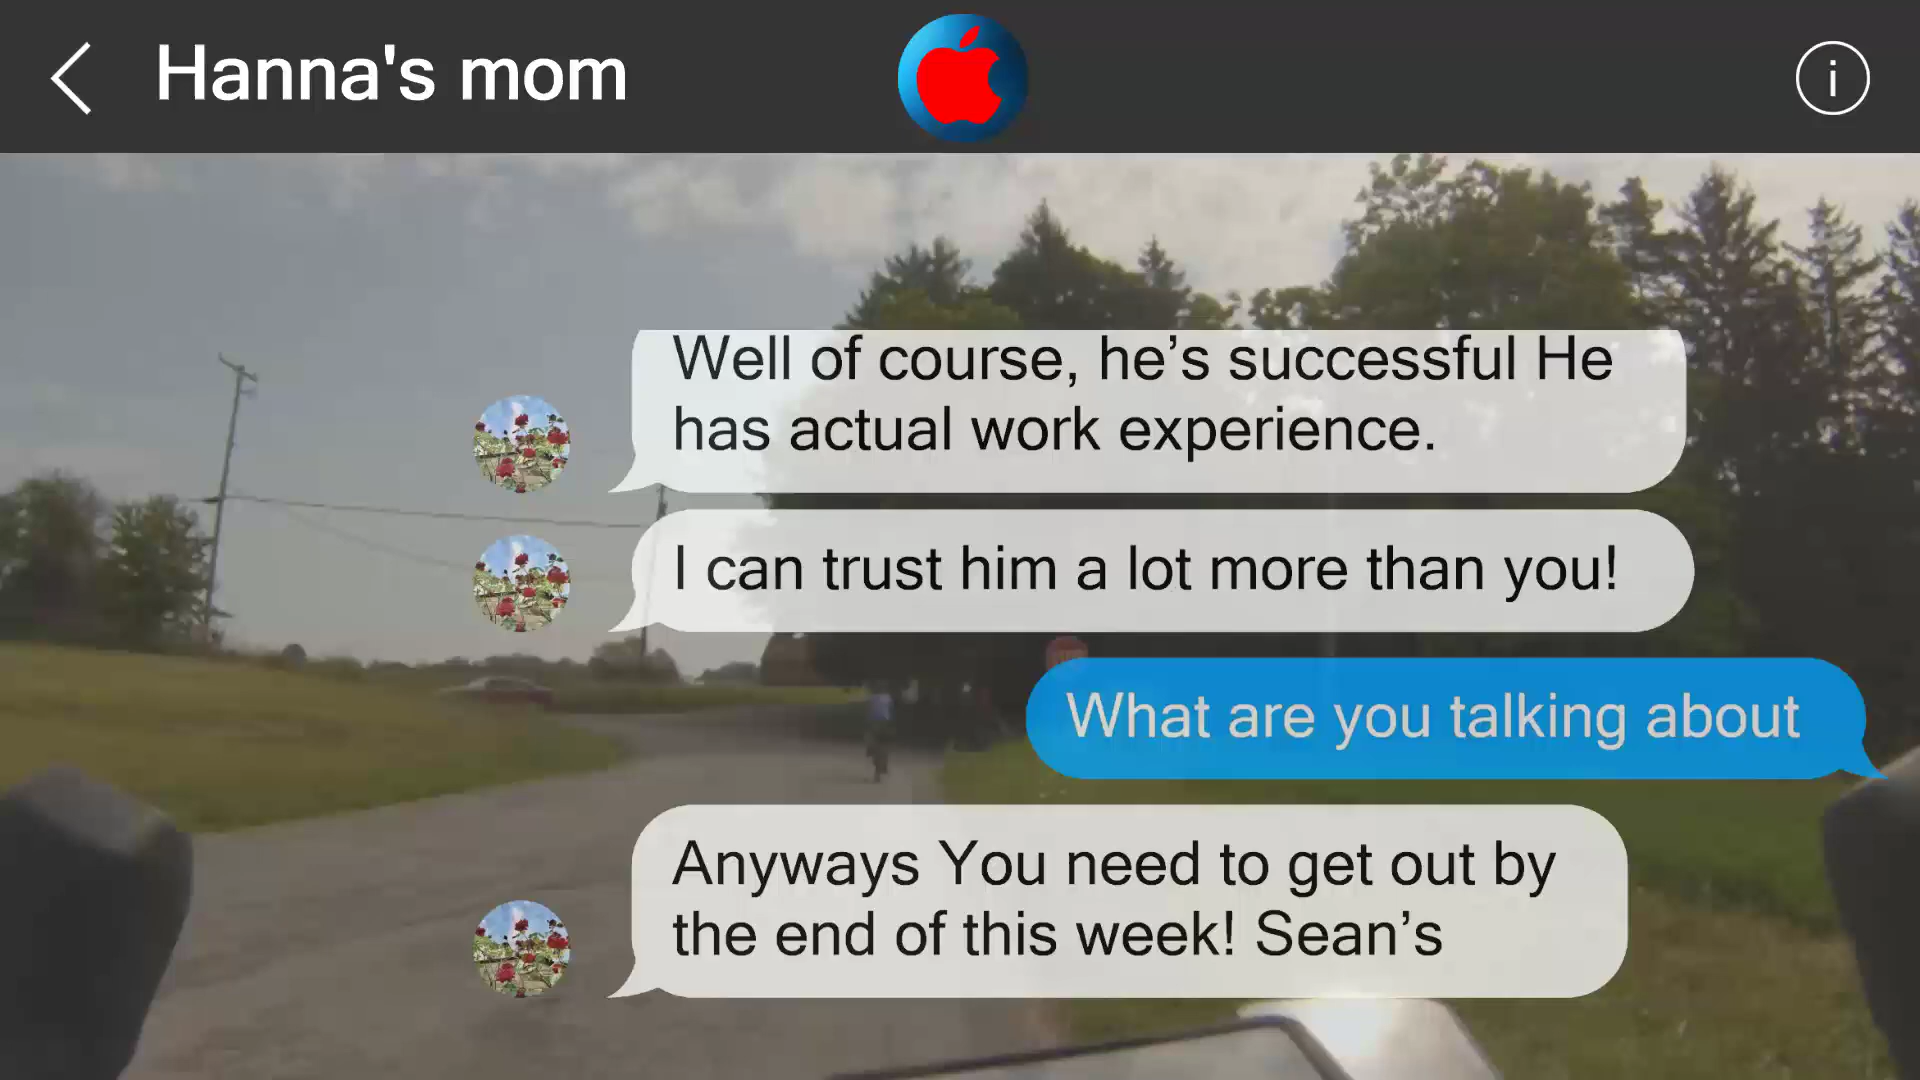 Hanna's mom
i
Well of course, he’s successful He
has actual work experience.
I can trust him a lot more than you!
What are you talking about
Anyways You need to get out by
the end of this week! Sean’s